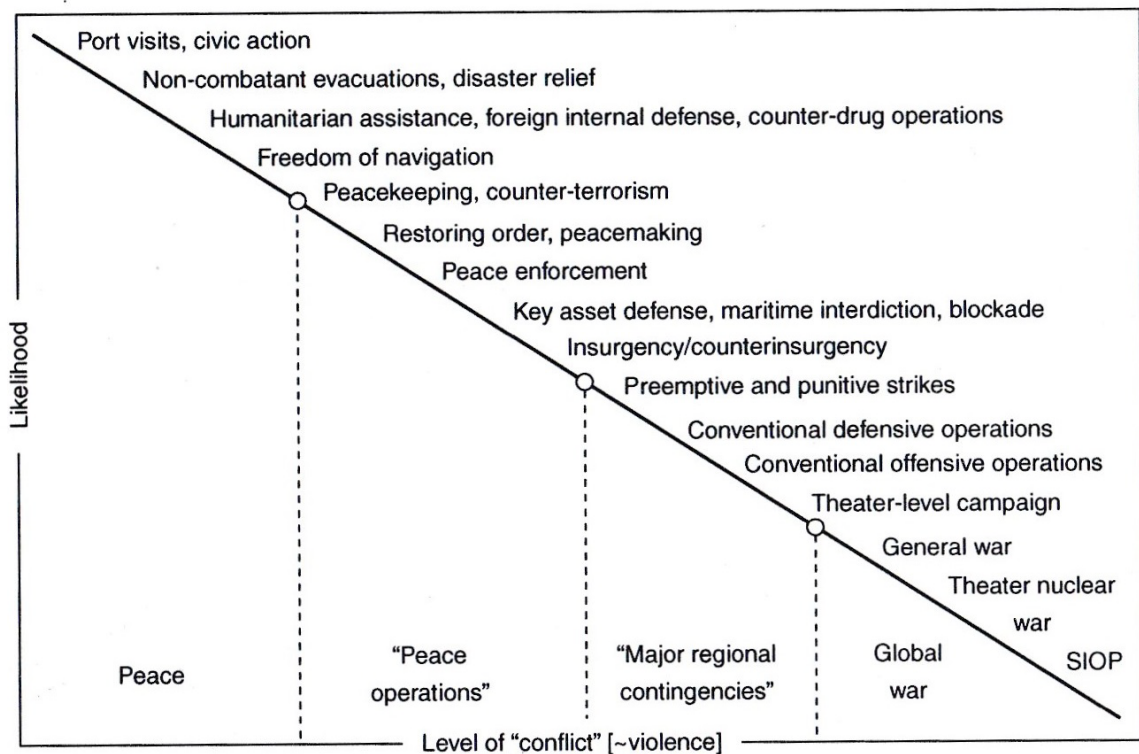 Port visits, civic action
Non-combatant evacuations, disaster relief
Humanitarian assistance, foreign internal defense, counter-drug operations
Freedom of navigation
Peacekeeping, counter-terrorism
Restoring order, peacemaking
Peace enforcement
Key asset defense, maritime interdiction, blockade
Insurgency/counterinsurgency
Preemptive and punitive strikes
Conventional defensive operations
Conventional offensive operations
Theater-level campaign
General war
Theater nuclear
war
SIOP
Likelihood
Peace
“Peace
operations”
“Major regional
contingencies”
Global
war
Level of “conflict” [~violence]